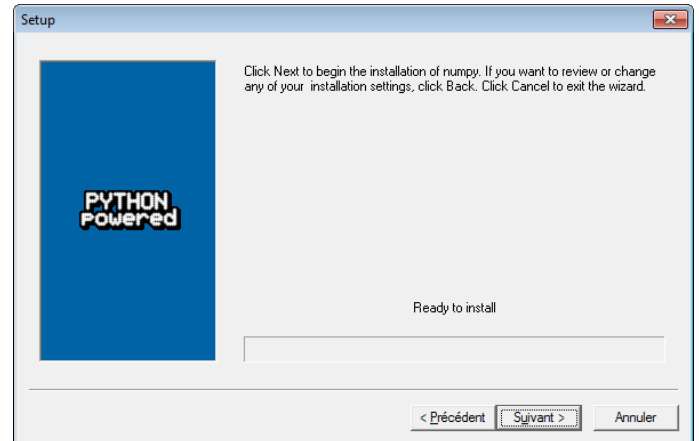 Setup
Click Next to begin the installation of numpy. If you want to review or change
any of your installation settings, click Back. Click Cancel to exit the wizard.
PYTHON
powered
Ready to install
< Précédent
Suivant >
Annuler